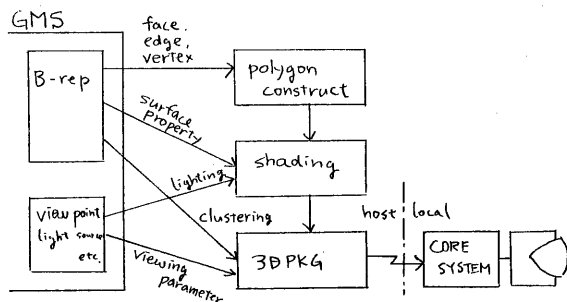 GMS
face,
edge,
vertex
B-rep
polygon
construct
surface
property
shading
lighting
clustering
host
local
view point
light source
etc.
viewing
parameter
3D PKG
CORE
SYSTEM